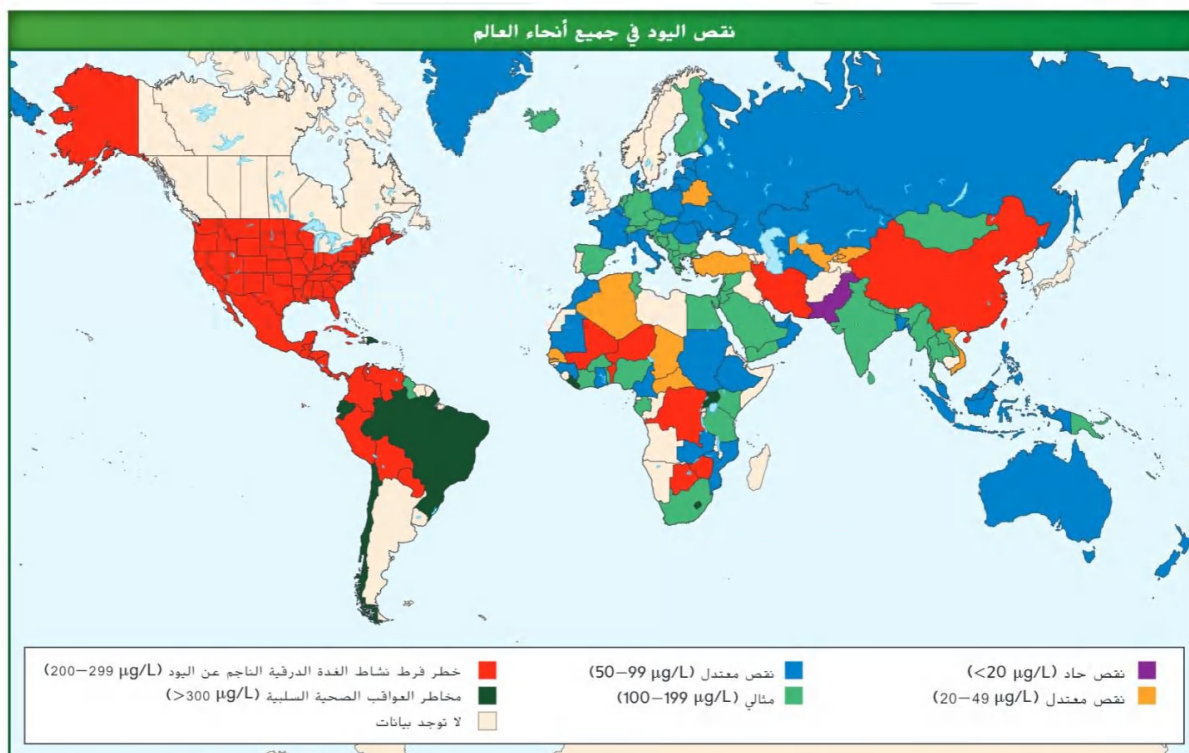 نقص اليود في جميع أنحاء العالم
نقص حاد (<20 µg/L)
نقص معتدل (20–49 µg/L)
نقص معتدل (50–99 µg/L)
مثالي (100–199 µg/L)
خطر فرط نشاط الغدة الدرقية الناجم عن اليود (200–299 µg/L)
مخاطر العواقب الصحية السلبية (>300 µg/L)
لا توجد بيانات